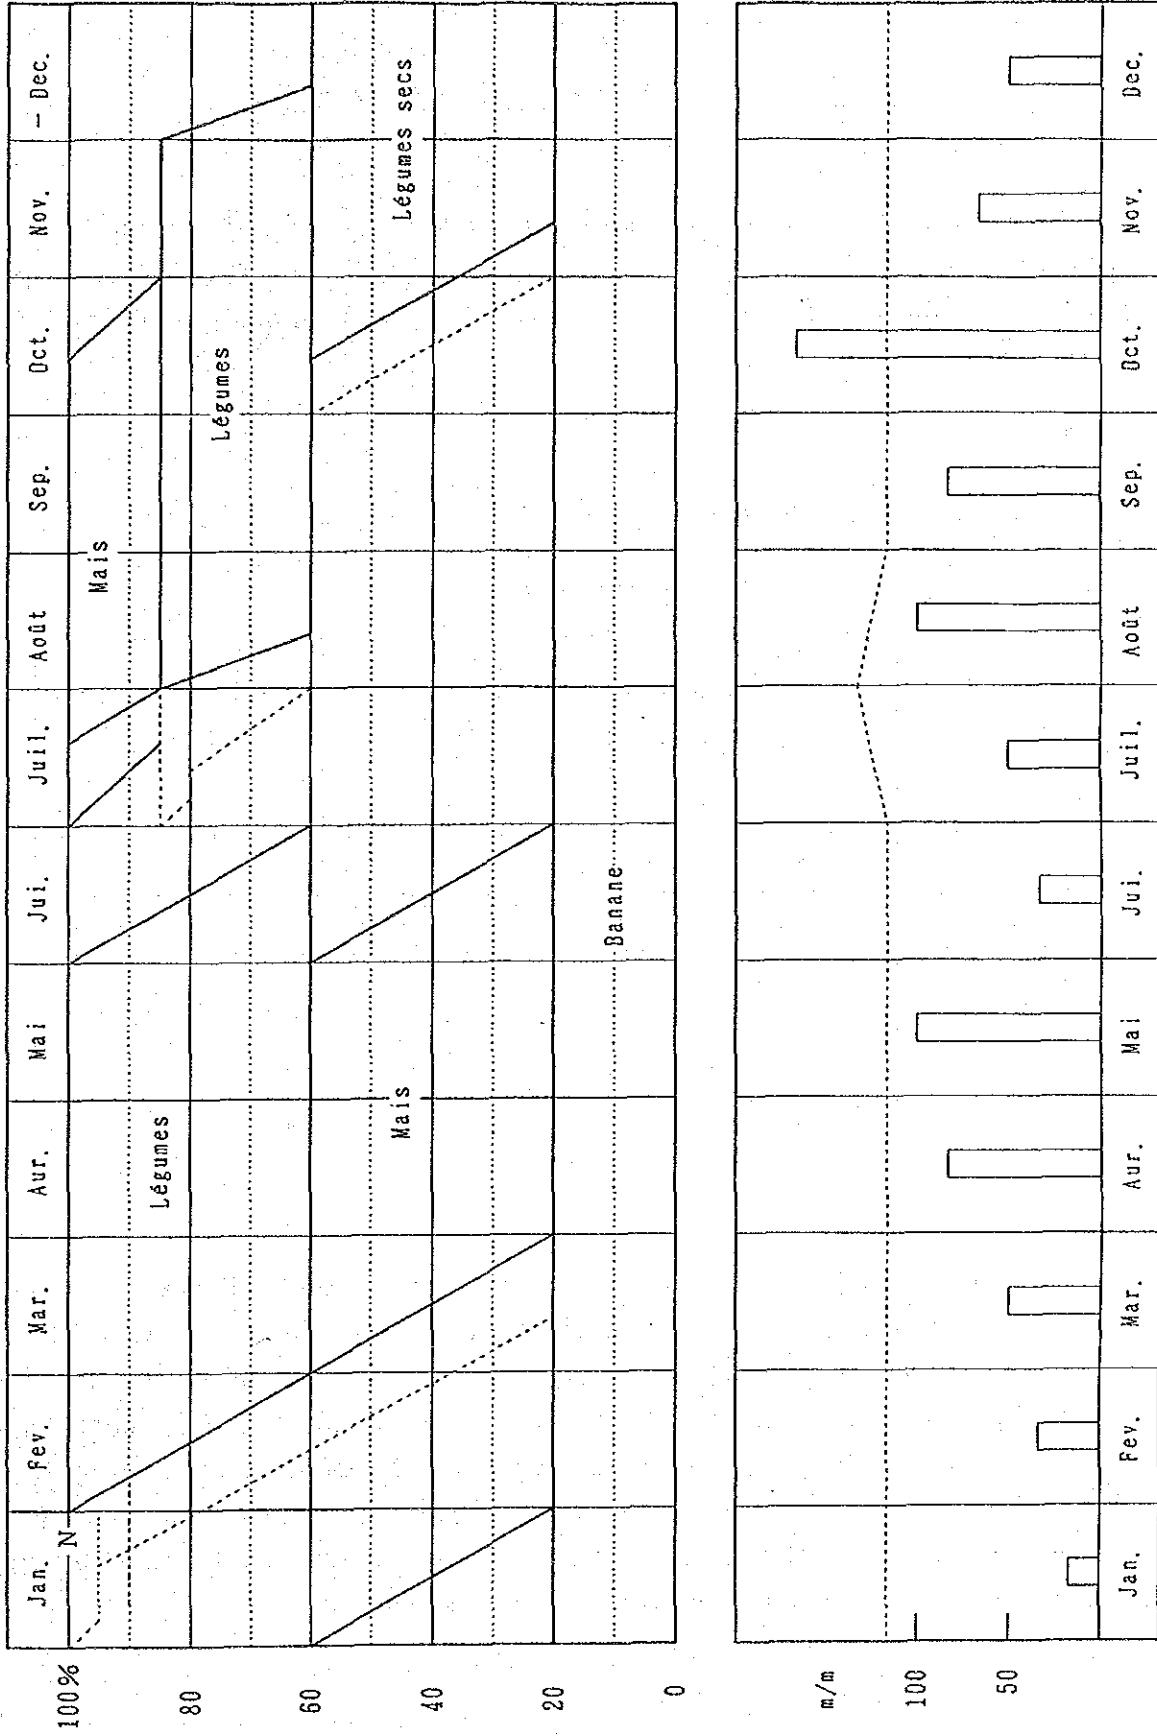 Jan. Fev. Mar. Aur. Mai Jui. Juil. Août Sep. Oct. Nov. - Dec.
100%
N
Mais
Légumes
Légumes
80
60
Légumes secs
Mais
40
20
Banane
0
m/m
100
50
Jan. Fev. Mar. Aur. Mai Jui. Juil. Août Sep. Oct. Nov. Dec.